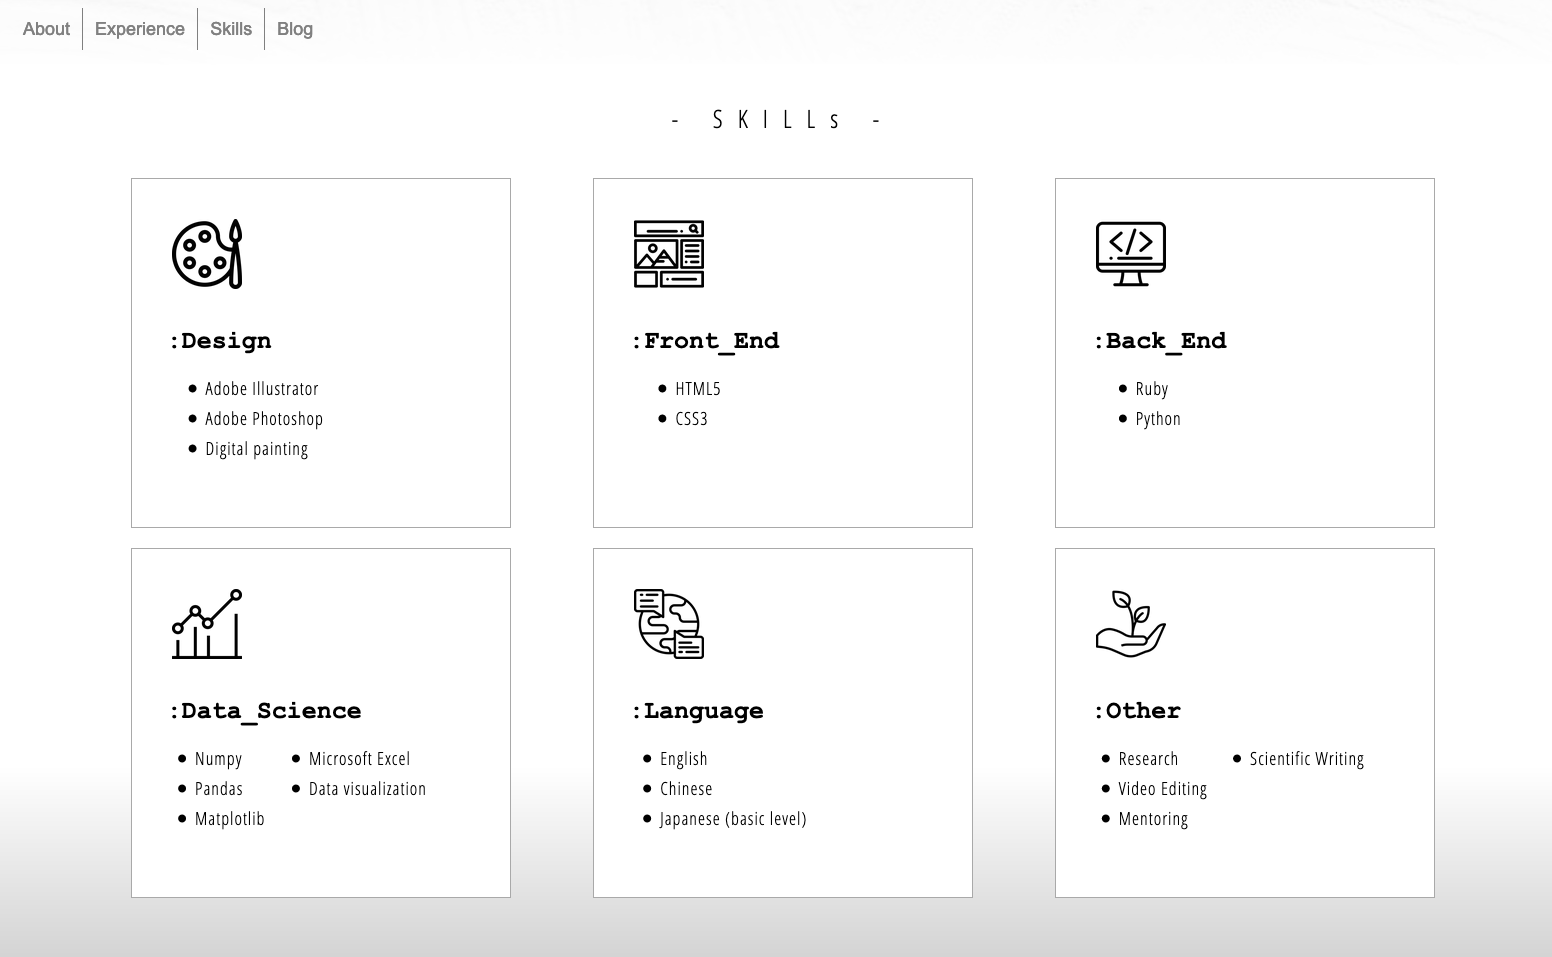 About
Experience
Skills
Blog
- SKILLs -
:Design
Adobe Illustrator
Adobe Photoshop
Digital painting
:Front_End
HTML5
CSS3
:Back_End
Ruby
Python
:Data_Science
Numpy
Pandas
Matplotlib
Microsoft Excel
Data visualization
:Language
English
Chinese
Japanese (basic level)
:Other
Research
Video Editing
Mentoring
Scientific Writing